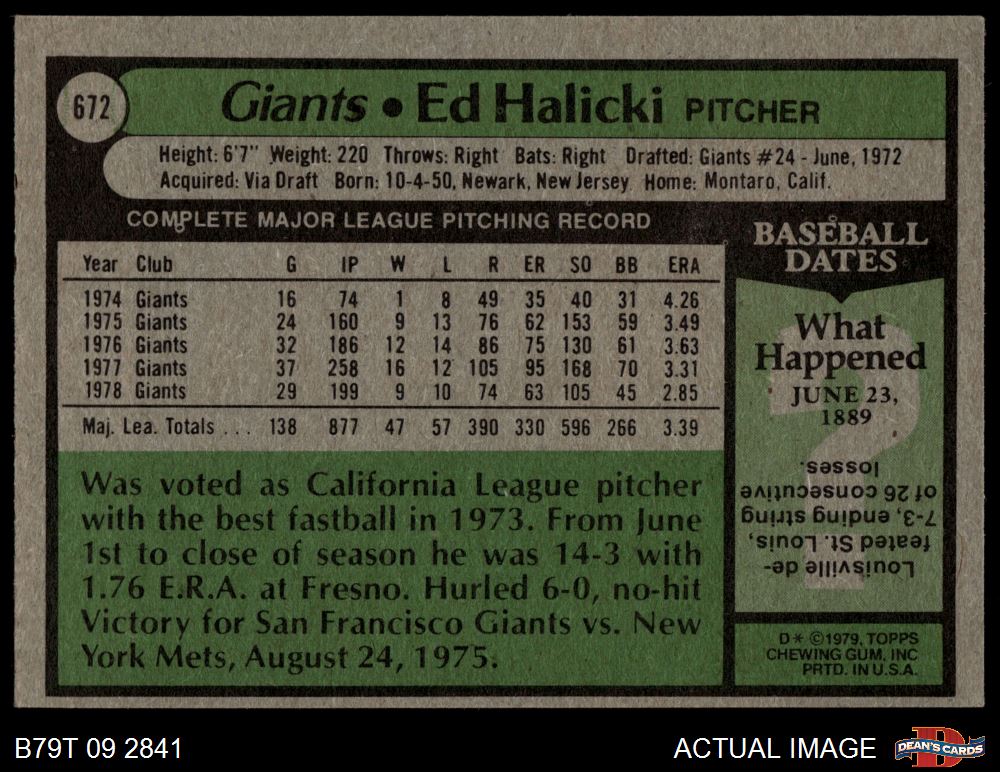 672
Giants • Ed Halicki PITCHER
Height: 6'7" Weight: 220 Throws: Right Bats: Right Drafted: Giants #24 - June, 1972
Acquired: Via Draft Born: 10-4-50, Newark, New Jersey Home: Montaro, Calif.
COMPLETE MAJOR LEAGUE PITCHING RECORD
Year Club G IP W L R ER SO BB ERA
1974 Giants 16 74 1 8 49 35 40 31 4.26
1975 Giants 24 160 9 13 76 62 153 59 3.49
1976 Giants 32 186 12 14 86 75 130 61 3.63
1977 Giants 37 258 16 12 105 95 168 70 3.31
1978 Giants 29 199 9 10 74 63 105 45 2.85
Maj. Lea. Totals . . . 138 877 47 57 390 330 596 266 3.39
Was voted as California League pitcher
with the best fastball in 1973. From June
1st to close of season he was 14-3 with
1.76 E.R.A. at Fresno. Hurled 6-0, no-hit
Victory for San Francisco Giants vs. New
York Mets, August 24, 1975.
BASEBALL
DATES
What
Happened
JUNE 23,
1889
?
Louisville de-
feated St. Louis,
7-3, ending string
of 26 consecutive
losses.
D* ©1979, TOPPS
CHEWING GUM, INC
PRTD. IN U.S.A.
B79T 09 2841
ACTUAL IMAGE
D
DEAN'S CARDS